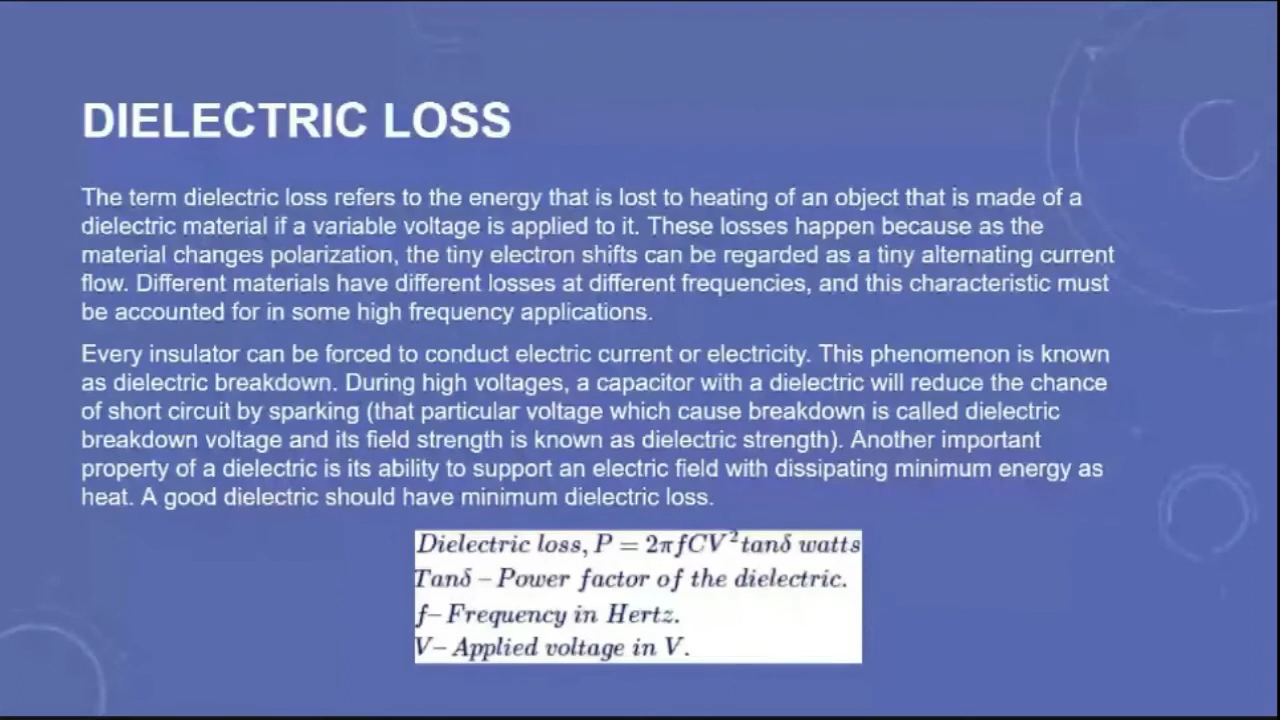 DIELECTRIC LOSS
The term dielectric loss refers to the energy that is lost to heating of an object that is made of a
dielectric material if a variable voltage is applied to it. These losses happen because as the
material changes polarization, the tiny electron shifts can be regarded as a tiny alternating current
flow. Different materials have different losses at different frequencies, and this characteristic must
be accounted for in some high frequency applications.
Every insulator can be forced to conduct electric current or electricity. This phenomenon is known
as dielectric breakdown. During high voltages, a capacitor with a dielectric will reduce the chance
of short circuit by sparking (that particular voltage which cause breakdown is called dielectric
breakdown voltage and its field strength is known as dielectric strength). Another important
property of a dielectric is its ability to support an electric field with dissipating minimum energy as
heat. A good dielectric should have minimum dielectric loss.
Dielectric loss, P = 2πfCV²tanδ watts
Tanδ – Power factor of the dielectric.
f– Frequency in Hertz.
V– Applied voltage in V.